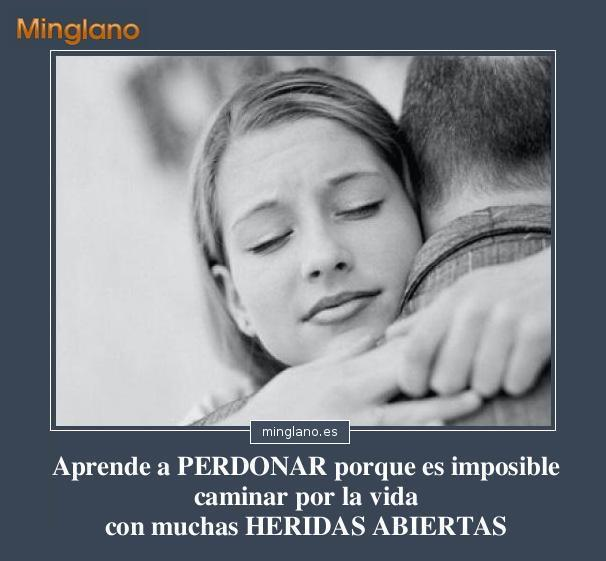 Minglano
minglano.es
Aprende a PERDONAR porque es imposible
caminar por la vida
con muchas HERIDAS ABIERTAS